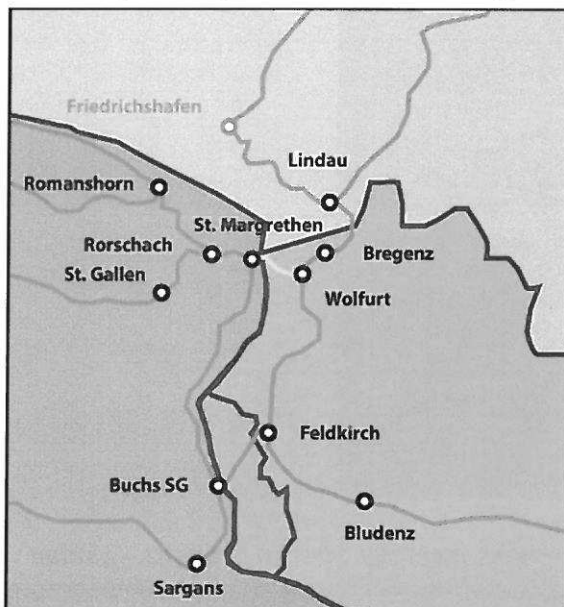 Friedrichshafen
Lindau
Romanshorn
St. Margrethen
Rorschach
Bregenz
St. Gallen
Wolfurt
Feldkirch
Buchs SG
Bludenz
Sargans